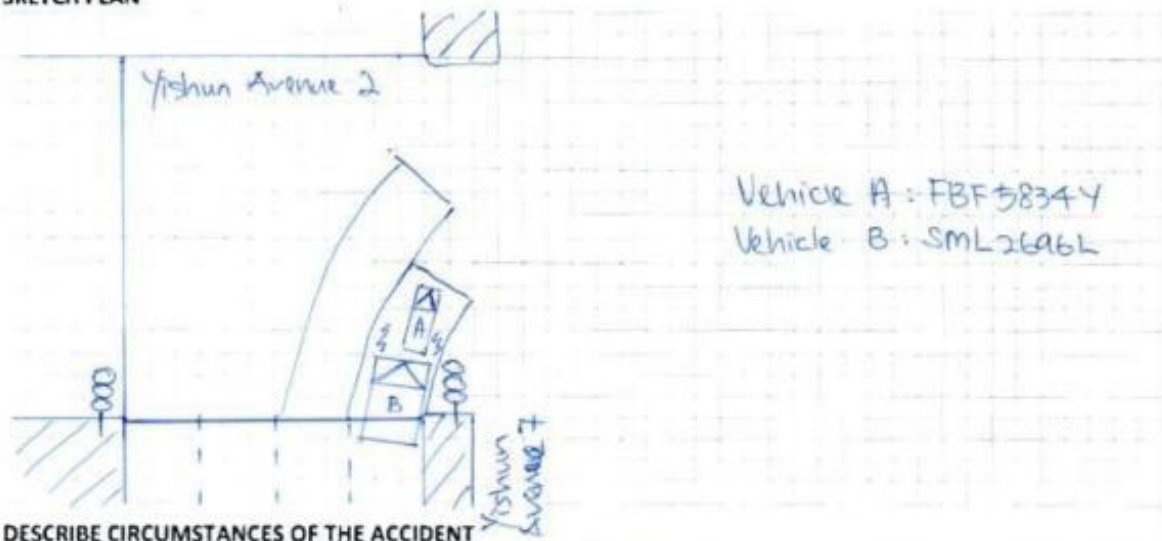 SKETCH PLAN
Yishun Avenue 2
Vehicle A : FBF5834Y
Vehicle B : SML2696L
A
B
Yishun
Avenue 7
DESCRIBE CIRCUMSTANCES OF THE ACCIDENT